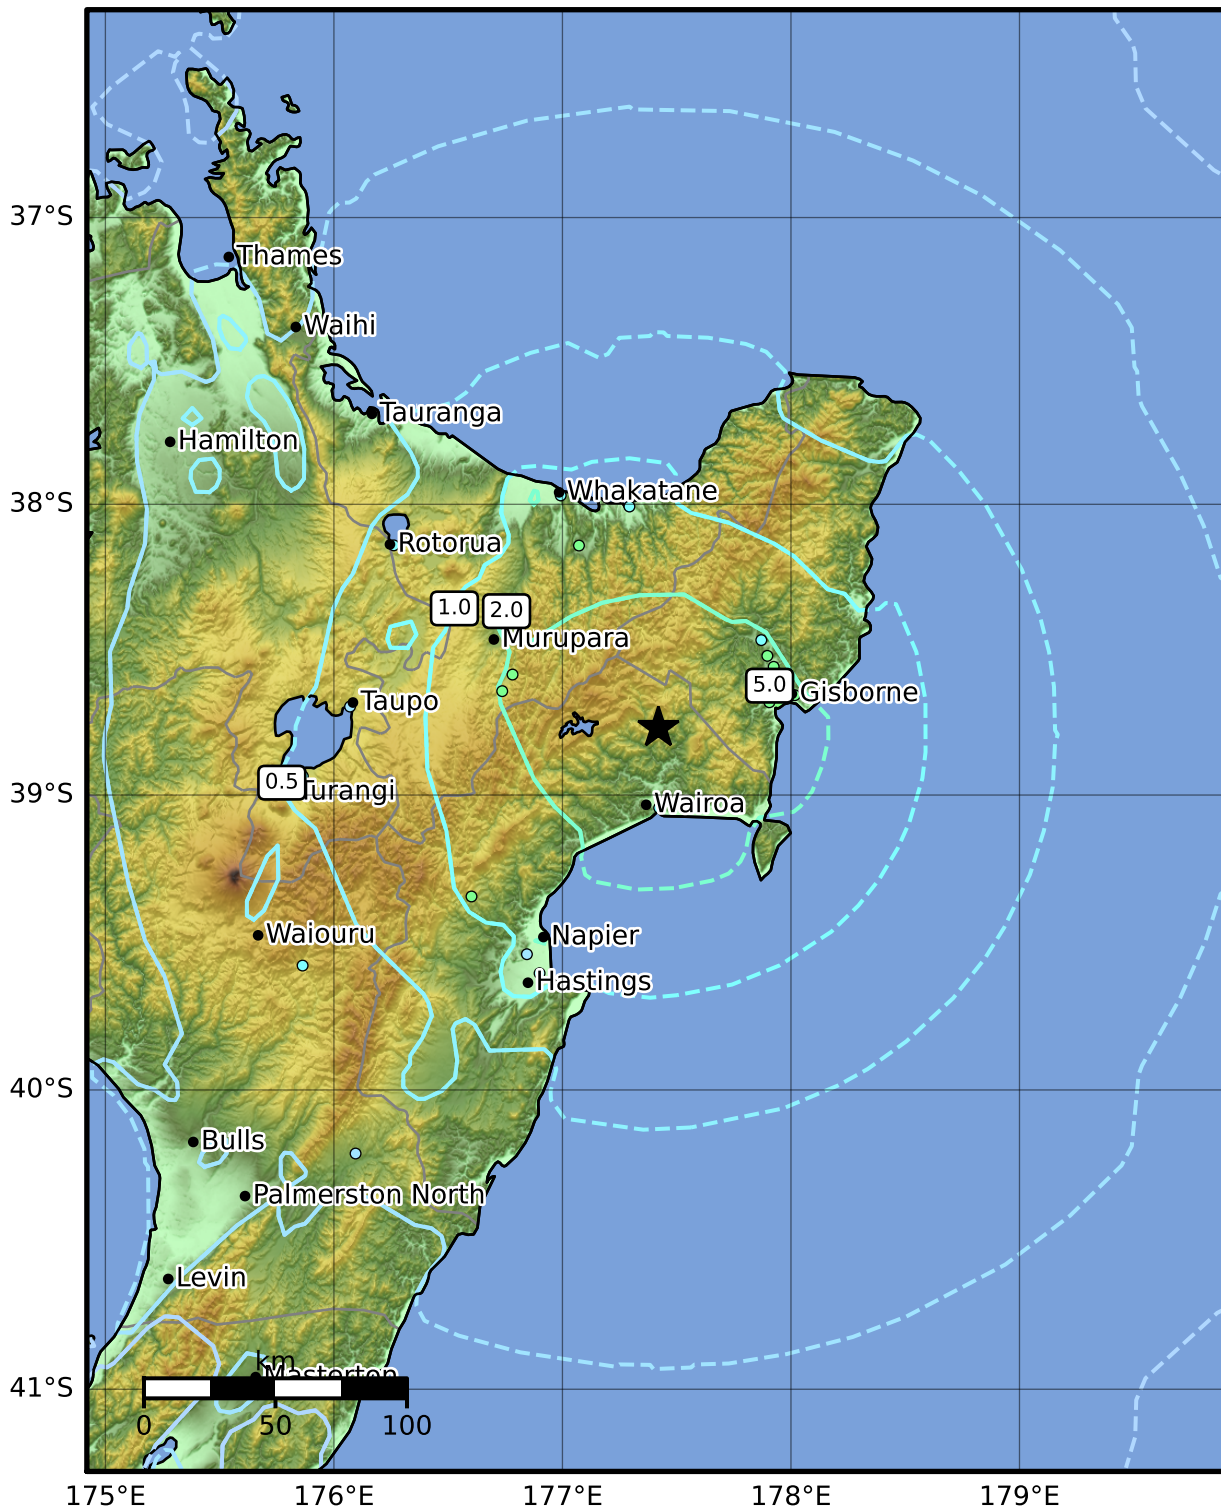 37°S
Thames
Waihi
Tauranga
Hamilton
38°S
Whakatane
Rotorua
1.0
2.0
Murupara
5.0
Gisborne
Taupo
0.5
Turangi
39°S
Wairoa
Napier
Waiouru
Hastings
40°S
Bulls
Palmerston North
Levin
km
Masterton
41°S
0
50
100
175°E
176°E
177°E
178°E
179°E